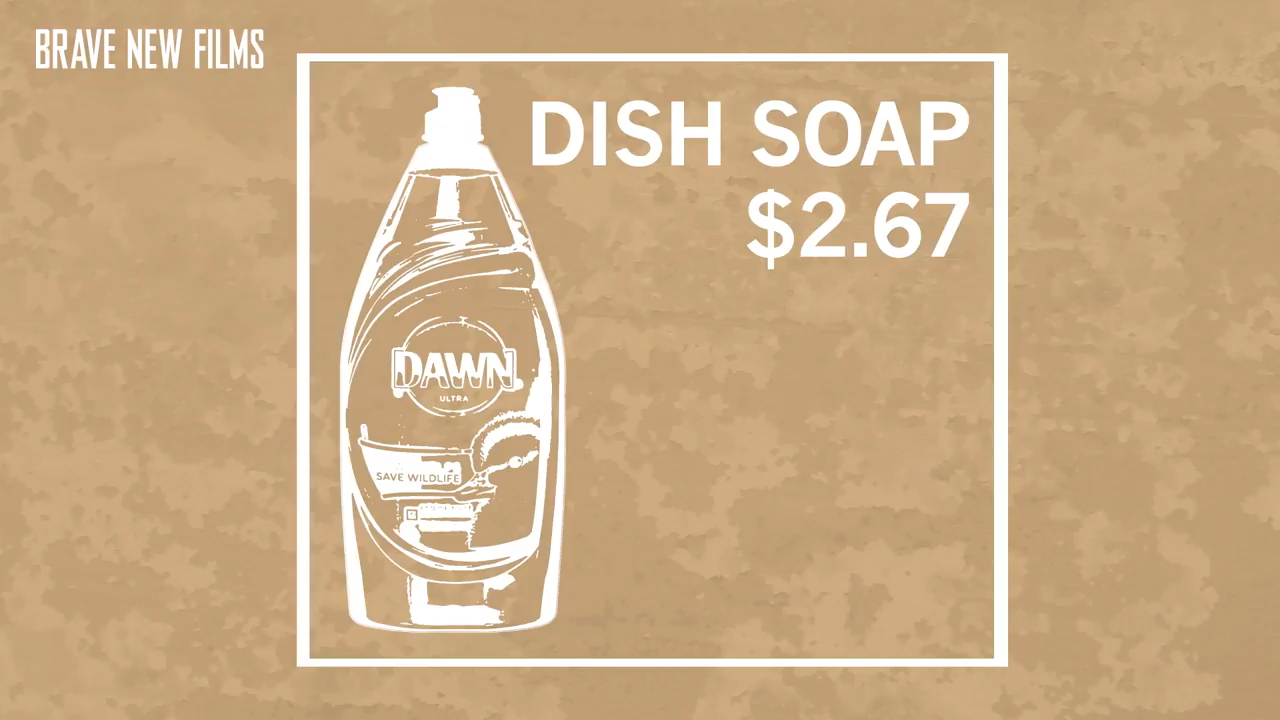 BRAVE NEW FILMS
DISH SOAP
$2.67
DAWN
ULTRA
SAVE WILDLIFE